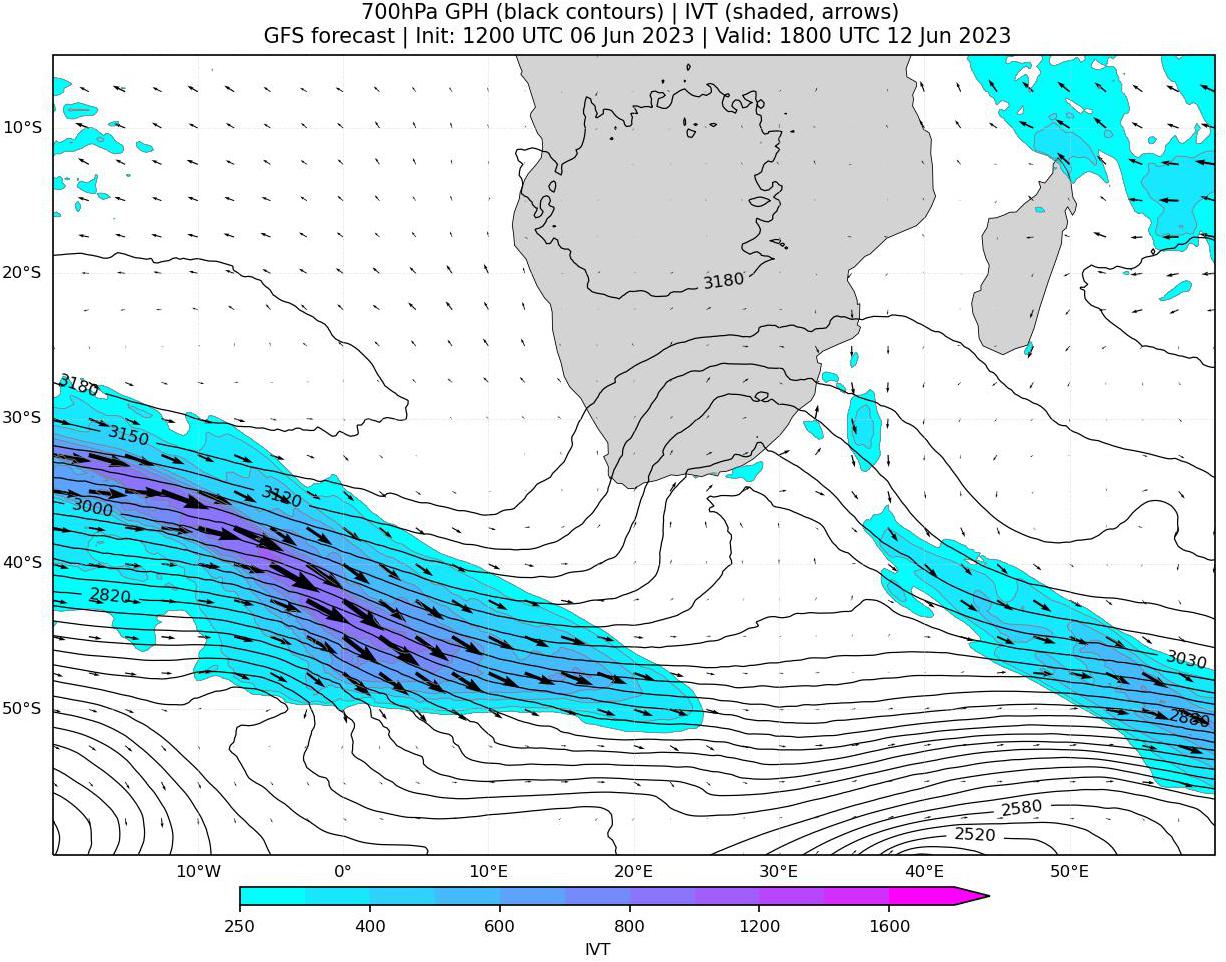 700hPa GPH (black contours) | IVT (shaded, arrows)
GFS forecast | Init: 1200 UTC 06 Jun 2023 | Valid: 1800 UTC 12 Jun 2023
10°S
20°S
3180
3180
30°S
3150
3120
3000
40°S
2820
3030
50°S
2880
2580
2520
10°W 0° 10°E 20°E 30°E 40°E 50°E
250 400 600 800 1200 1600
IVT